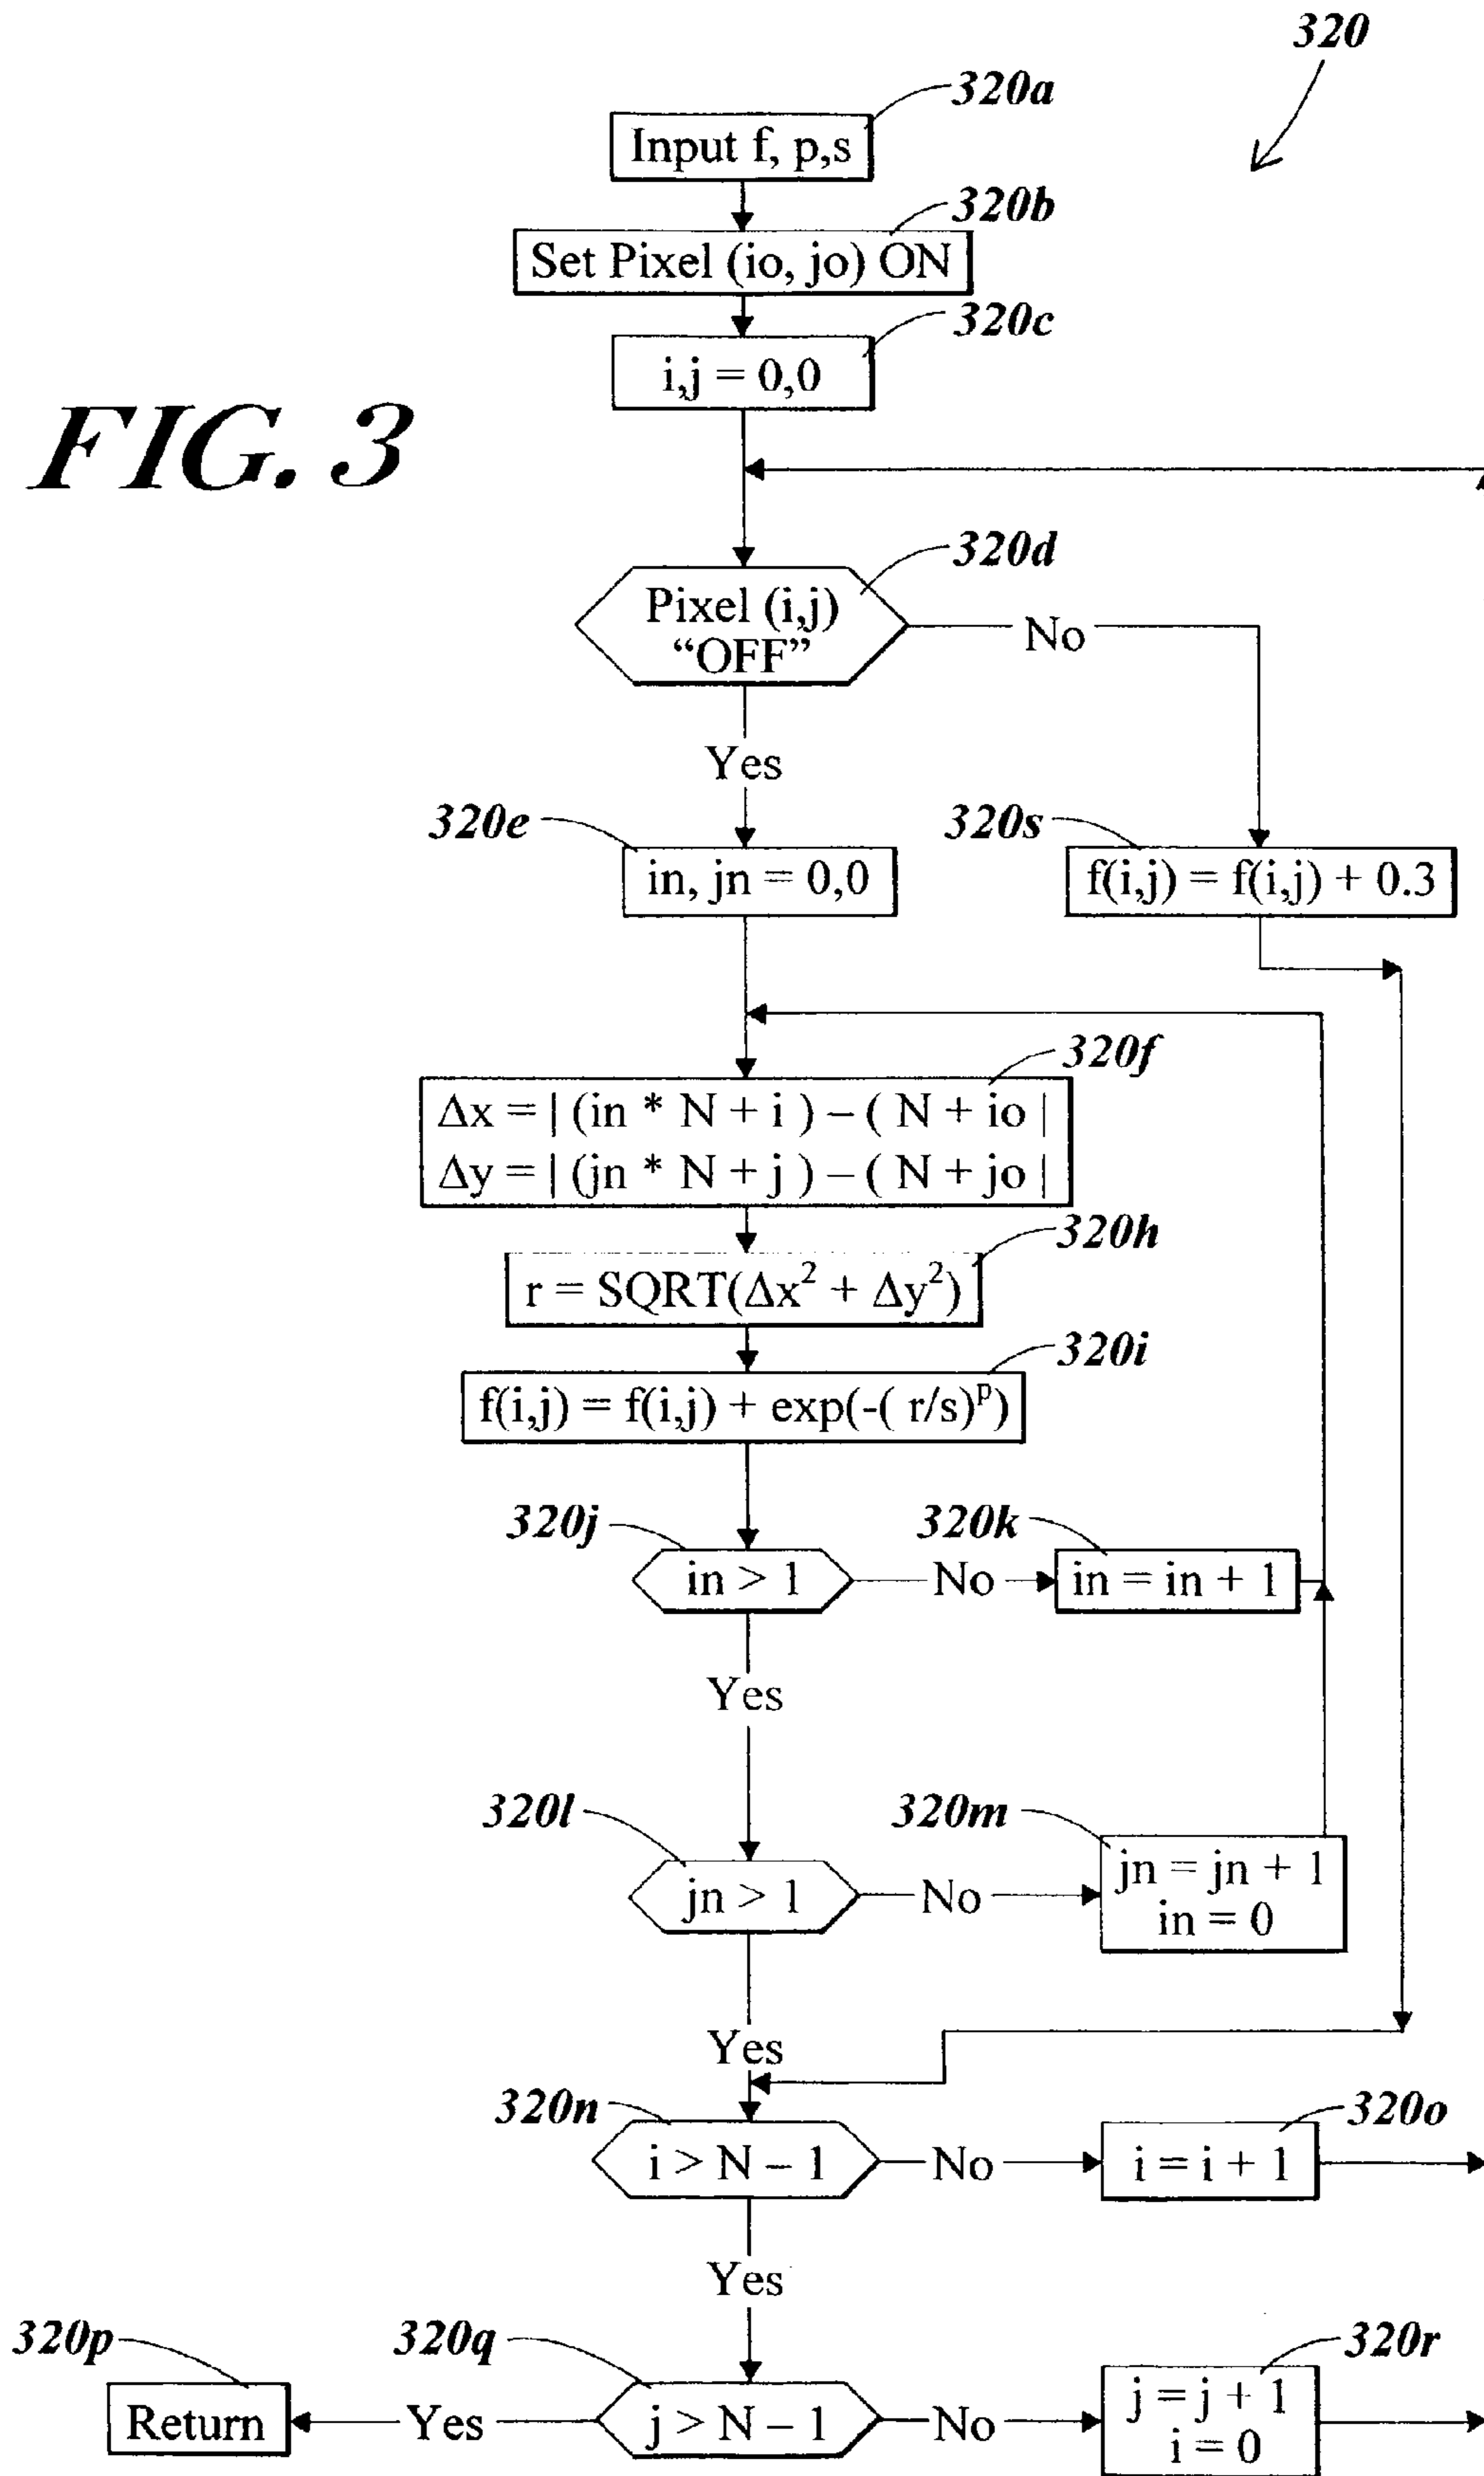 320
320a
Input f, p,s
320b
Set Pixel (io, jo) ON
320c
i,j = 0,0
FIG. 3
320d
Pixel (i,j)
“OFF”
No
Yes
320e
in, jn = 0,0
320s
f(i,j) = f(i,j) + 0.3
320f
Δx = | (in * N + i ) – ( N + io |
Δy = | (jn * N + j ) – ( N + jo |
320h
r = SQRT(Δx² + Δy²)
320i
f(i,j) = f(i,j) + exp(-( r/s)ᵖ)
320j
in > 1
No
320k
in = in + 1
Yes
320l
jn > 1
No
320m
jn = jn + 1
in = 0
Yes
320n
i > N – 1
No
320o
i = i + 1
Yes
320p
Return
Yes
320q
j > N – 1
No
320r
j = j + 1
i = 0